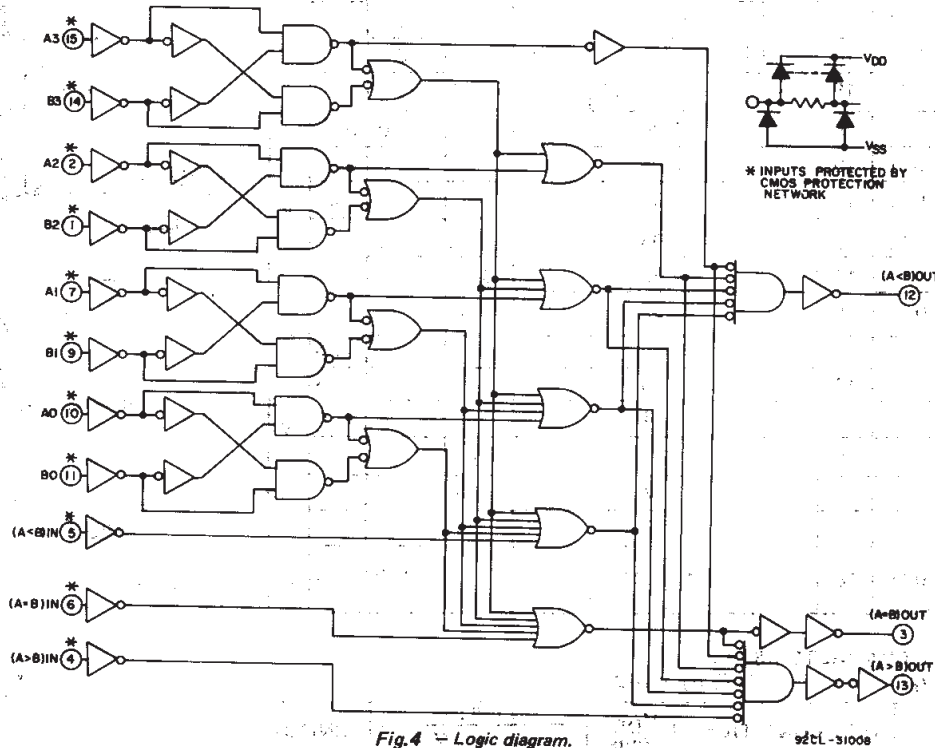 *
A3 15
*
B3 14
*
A2 2
*
B2 1
*
A1 7
*
B1 9
*
A0 10
*
B0 11
*
(A<B)IN 5
*
(A=B)IN 6
*
(A>B)IN 4
VDD
VSS
* INPUTS PROTECTED BY
CMOS PROTECTION
NETWORK
(A<B)OUT
12
(A=B)OUT
3
(A>B)OUT
13
Fig.4 — Logic diagram.
92CL-31008